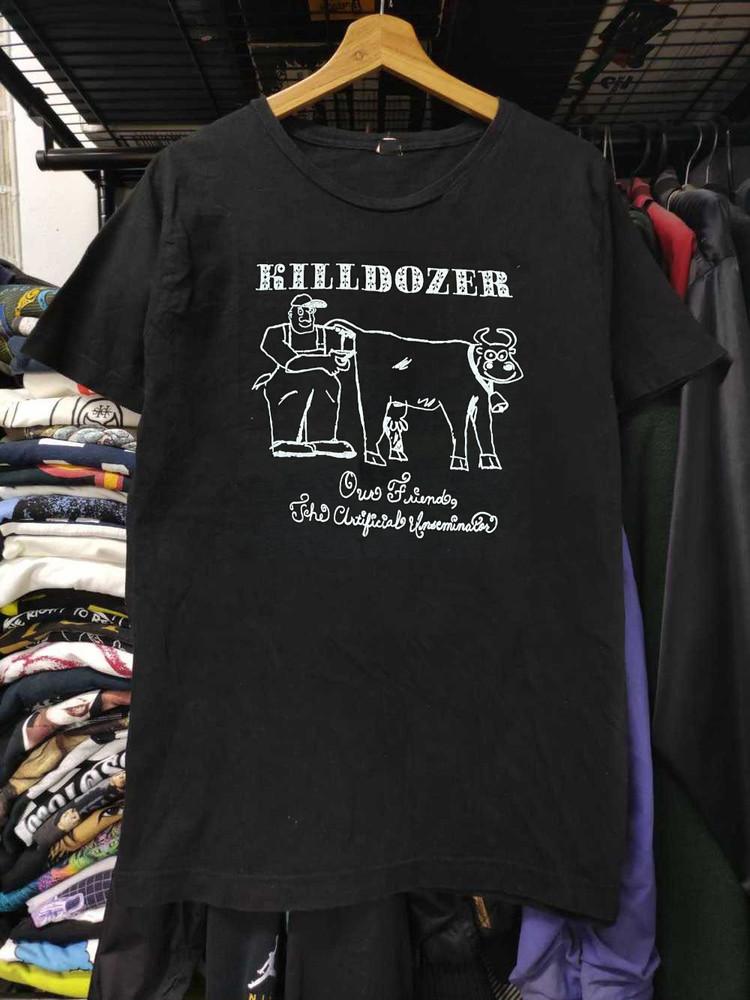 KILLDOZER
Our Friend,
The Artificial Inseminator